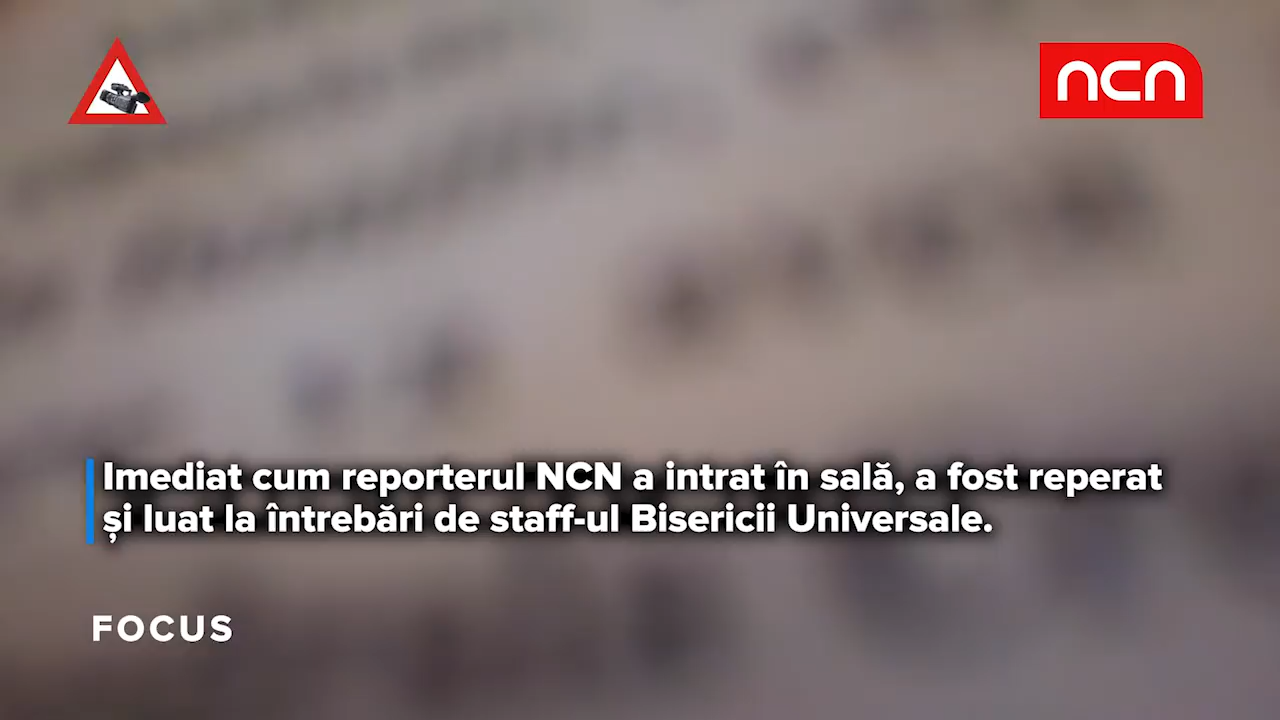 ncn
Imediat cum reporterul NCN a intrat în sală, a fost reperat
și luat la întrebări de staff-ul Bisericii Universale.
FOCUS